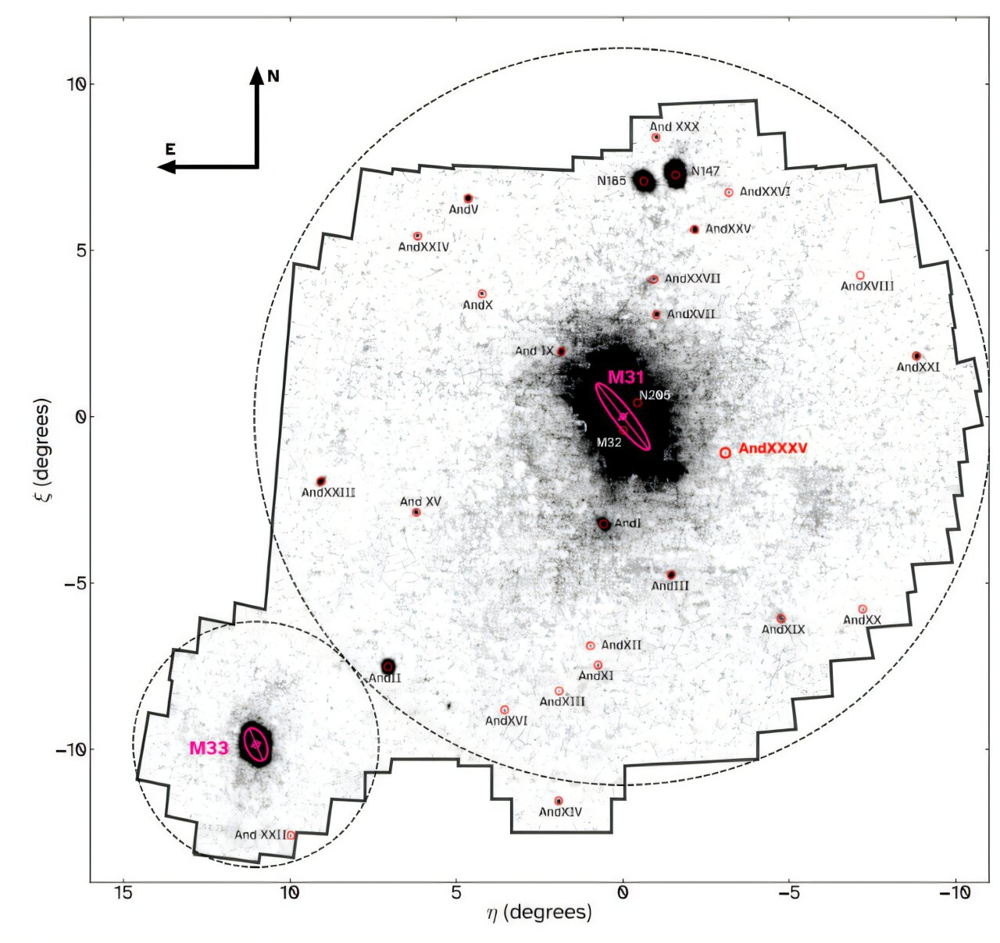 10
N
And XXX
E
N185
N147
AndXXVI
AndV
AndXXV
AndXXIV
5
AndXXVII
AndXVIII
AndX
AndXVII
And IX
AndXXI
M31
N205
0
M32
AndXXXV
ξ (degrees)
AndXXIII
And XV
AndI
−5
AndIII
AndXX
AndXIX
AndXII
AndXI
AndII
AndXIII
AndXVI
M33
−10
AndXIV
And XXII
15
10
5
0
−5
−10
η (degrees)